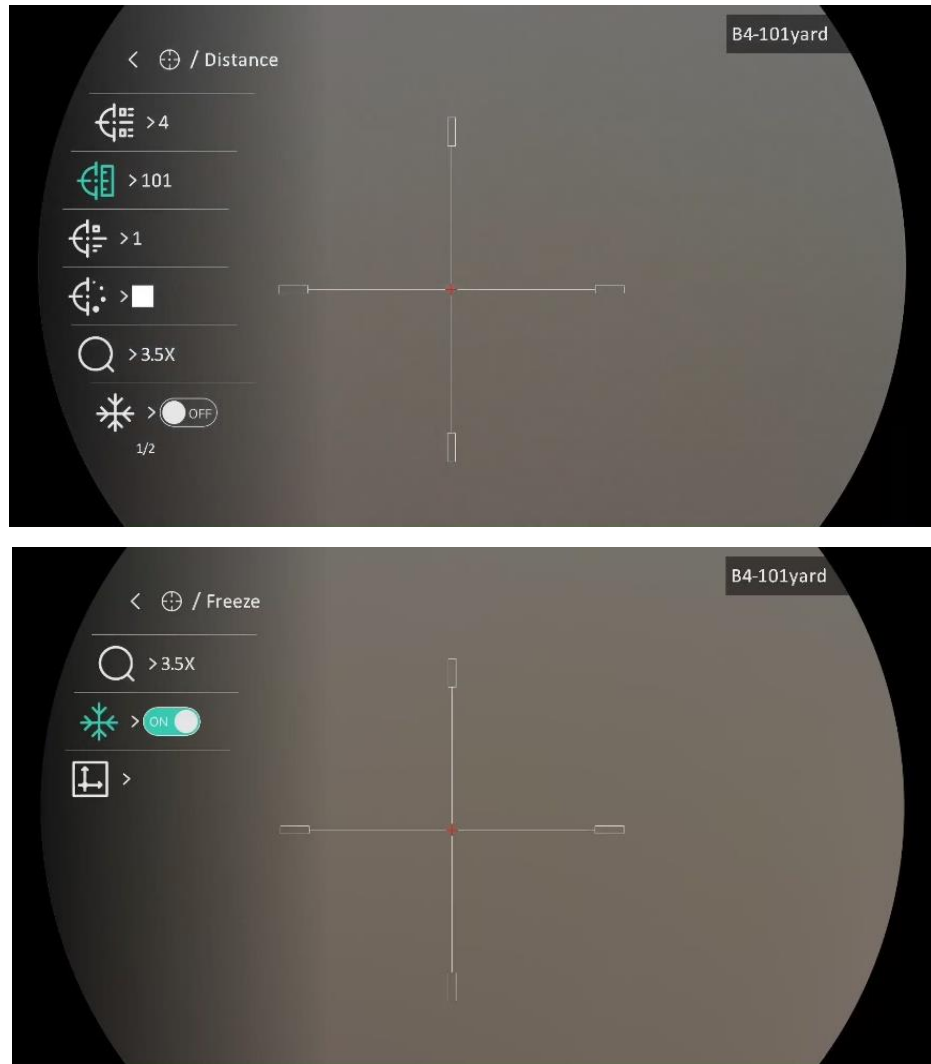 B4-101yard
< / Distance
>4
>101
>1
>
>3.5X
> OFF
1/2
B4-101yard
< / Freeze
>3.5X
> ON
>